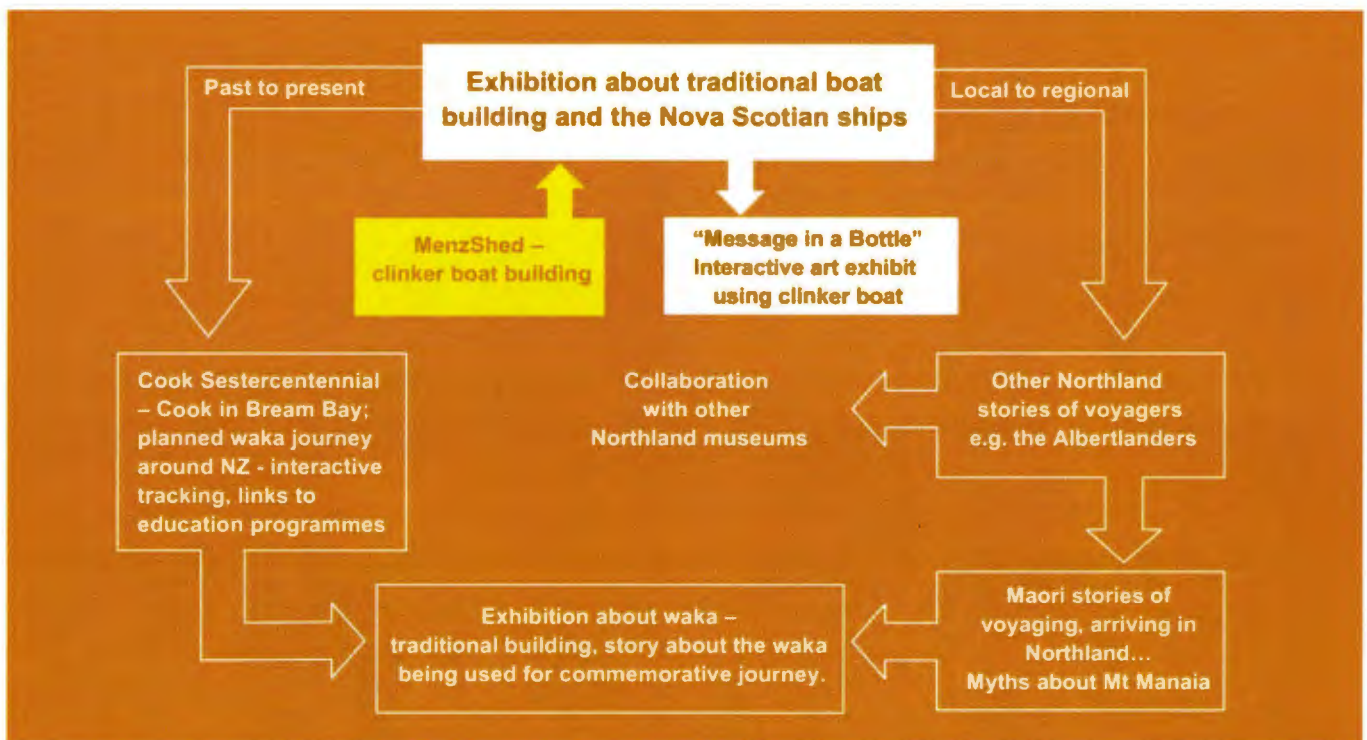 Past to present
Exhibition about traditional boat
building and the Nova Scotian ships
Local to regional
MenzShed –
clinker boat building
“Message in a Bottle”
Interactive art exhibit
using clinker boat
Cook Sestercentennial
– Cook in Bream Bay;
planned waka journey
around NZ - interactive
tracking, links to
education programmes
Collaboration
with other
Northland museums
Other Northland
stories of voyagers
e.g. the Albertlanders
Exhibition about waka –
traditional building, story about the waka
being used for commemorative journey.
Maori stories of
voyaging, arriving in
Northland...
Myths about Mt Manaia